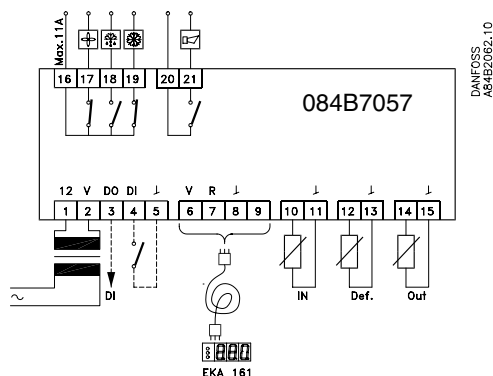 Max.11A
16 17 18 19 20 21
084B7057
DANFOSS
A84B2062.10
12 V DO DI
1 2 3 4 5
V R
6 7 8 9
10 11
12 13
14 15
DI
IN
Def.
Out
EKA 161